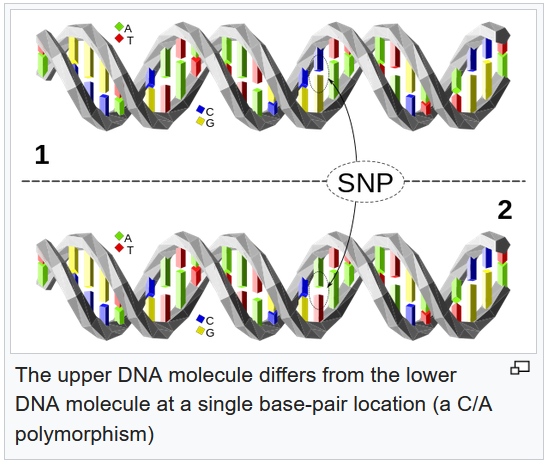 A
T
C
G
1
SNP
2
A
T
C
G
The upper DNA molecule differs from the lower
DNA molecule at a single base-pair location (a C/A
polymorphism)